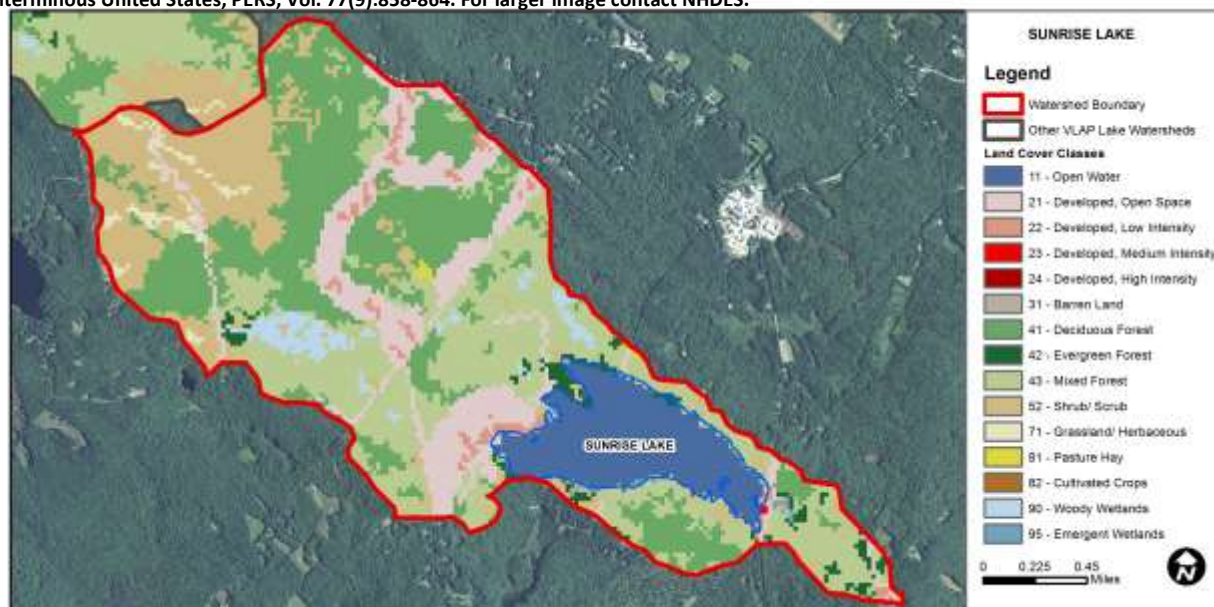 nterminous United States, PERS, Vol. 77(9):858-864. For larger image contact NHDES.
SUNRISE LAKE
Legend
Watershed Boundary
Other VLAP Lake Watersheds
Land Cover Classes
11 - Open Water
21 - Developed, Open Space
22 - Developed, Low Intensity
23 - Developed, Medium Intensity
24 - Developed, High Intensity
31 - Barren Land
41 - Deciduous Forest
42 - Evergreen Forest
43 - Mixed Forest
52 - Shrub/ Scrub
71 - Grassland/ Herbaceous
81 - Pasture Hay
82 - Cultivated Crops
90 - Woody Wetlands
95 - Emergent Wetlands
0 0.225 0.45
Miles
N
SUNRISE LAKE